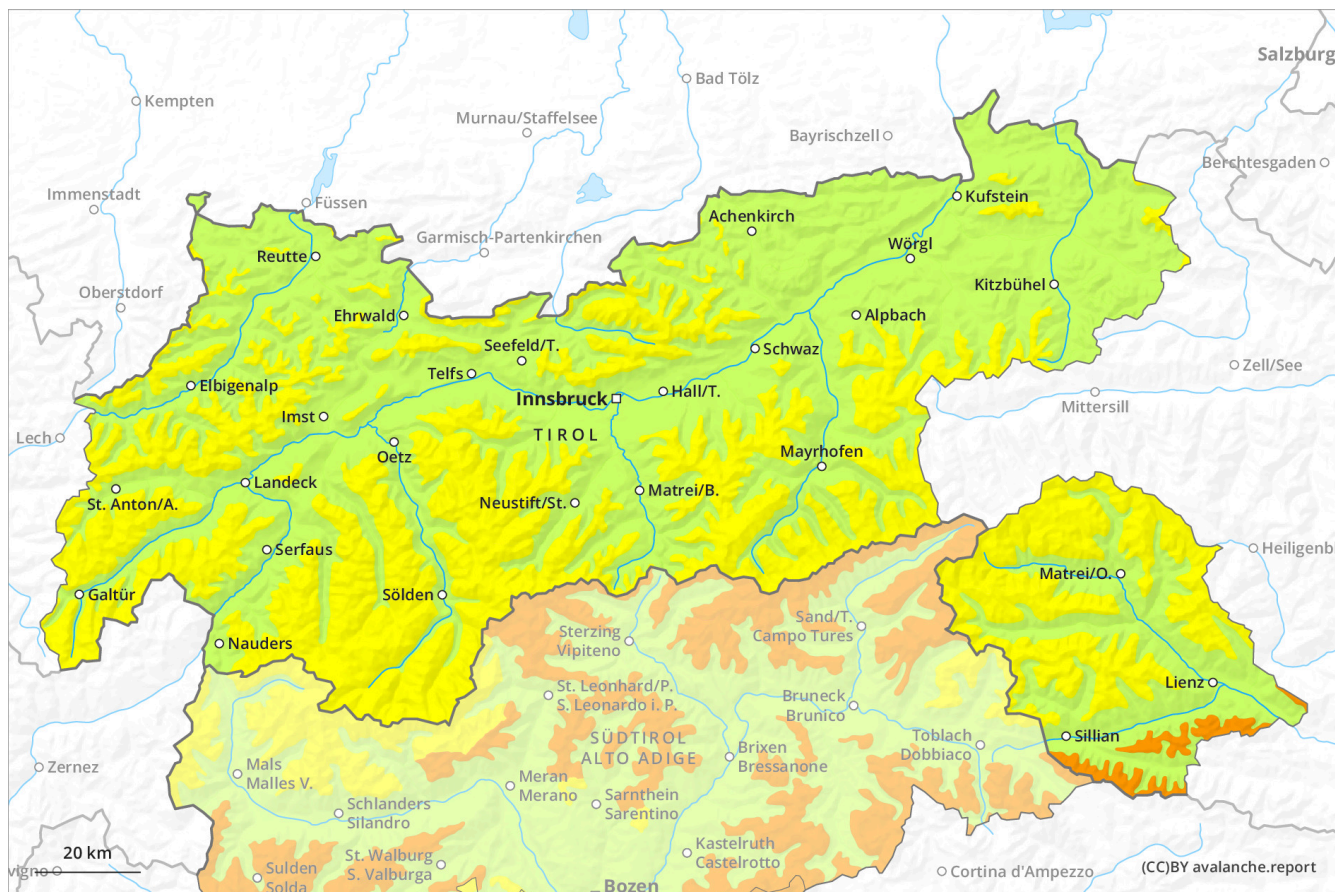 Salzburg
Bad Tölz
Kempten
Murnau/Staffelsee
Bayrischzell
Berchtesgaden
Immenstadt
Füssen
Kufstein
Achenkirch
Garmisch-Partenkirchen
Wörgl
Reutte
Kitzbühel
Oberstdorf
Ehrwald
Alpbach
Seefeld/T.
Schwaz
Zell/See
Telfs
Elbigenalp
Hall/T.
Innsbruck
Mittersill
Imst
Lech
TIROL
Mayrhofen
Oetz
Landeck
Matrei/B.
St. Anton/A.
Neustift/St.
Serfaus
Heiligenb
Matrei/O.
Galtür
Sölden
Sand/T.
Campo Tures
Sterzing
Vipiteno
Nauders
Lienz
St. Leonhard/P.
S. Leonardo i. P.
Bruneck
Brunico
SÜDTIROL
ALTO ADIGE
Toblach
Dobbiaco
Sillian
Brixen
Bressanone
Zernez
Mals
Malles V.
Meran
Merano
Sarnthein
Sarentino
Schlanders
Silandro
Kastelruth
Castelrotto
20 km
St. Walburg
S. Valburga
vigno
Sulden
Solda
Bozen
Cortina d'Ampezzo
(CC)BY avalanche.report